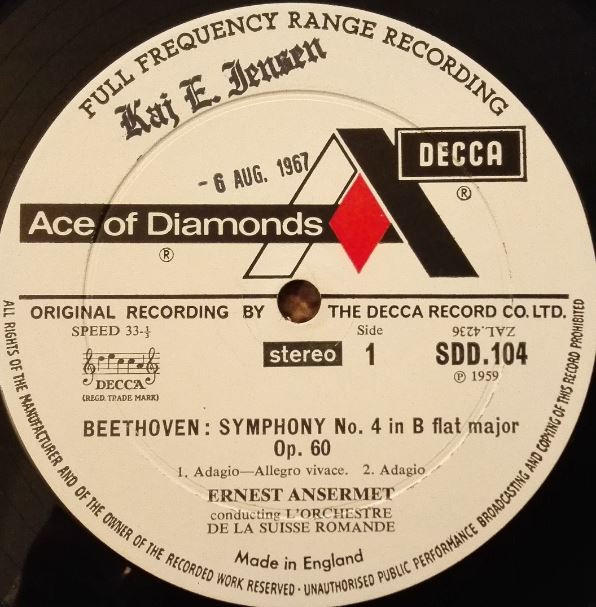 FULL FREQUENCY RANGE RECORDING
Kaj E. Jensen
- 6 AUG. 1967
DECCA
®
Ace of Diamonds
®
ORIGINAL RECORDING BY THE DECCA RECORD CO. LTD.
SPEED 33-⅓
Side
1
ZAL.4236
stereo
SDD.104
Ⓟ 1959
DECCA
(REGD. TRADE MARK)
BEETHOVEN: SYMPHONY No. 4 in B flat major
Op. 60
1. Adagio—Allegro vivace. 2. Adagio
ERNEST ANSERMET
conducting L'ORCHESTRE
DE LA SUISSE ROMANDE
Made in England
ALL RIGHTS OF THE MANUFACTURER AND OF THE OWNER OF THE RECORDED WORK RESERVED · UNAUTHORISED PUBLIC PERFORMANCE BROADCASTING AND COPYING OF THIS RECORD PROHIBITED